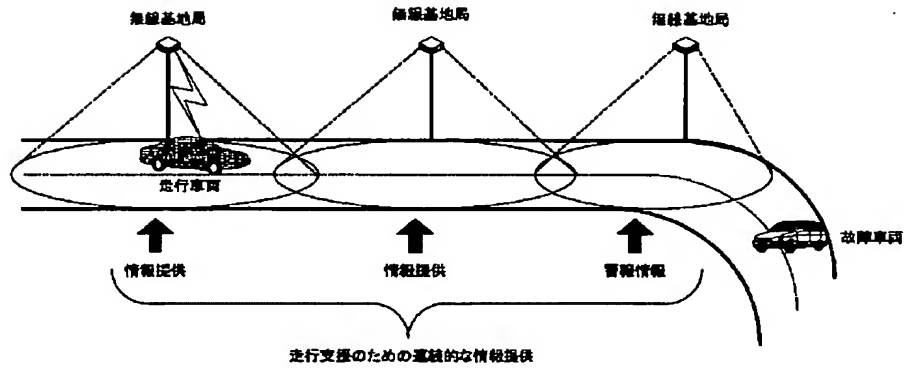 無線基地局
無線基地局
無線基地局
走行車両
故障車両
情報提供
情報提供
警報情報
走行支援のための連続的な情報提供